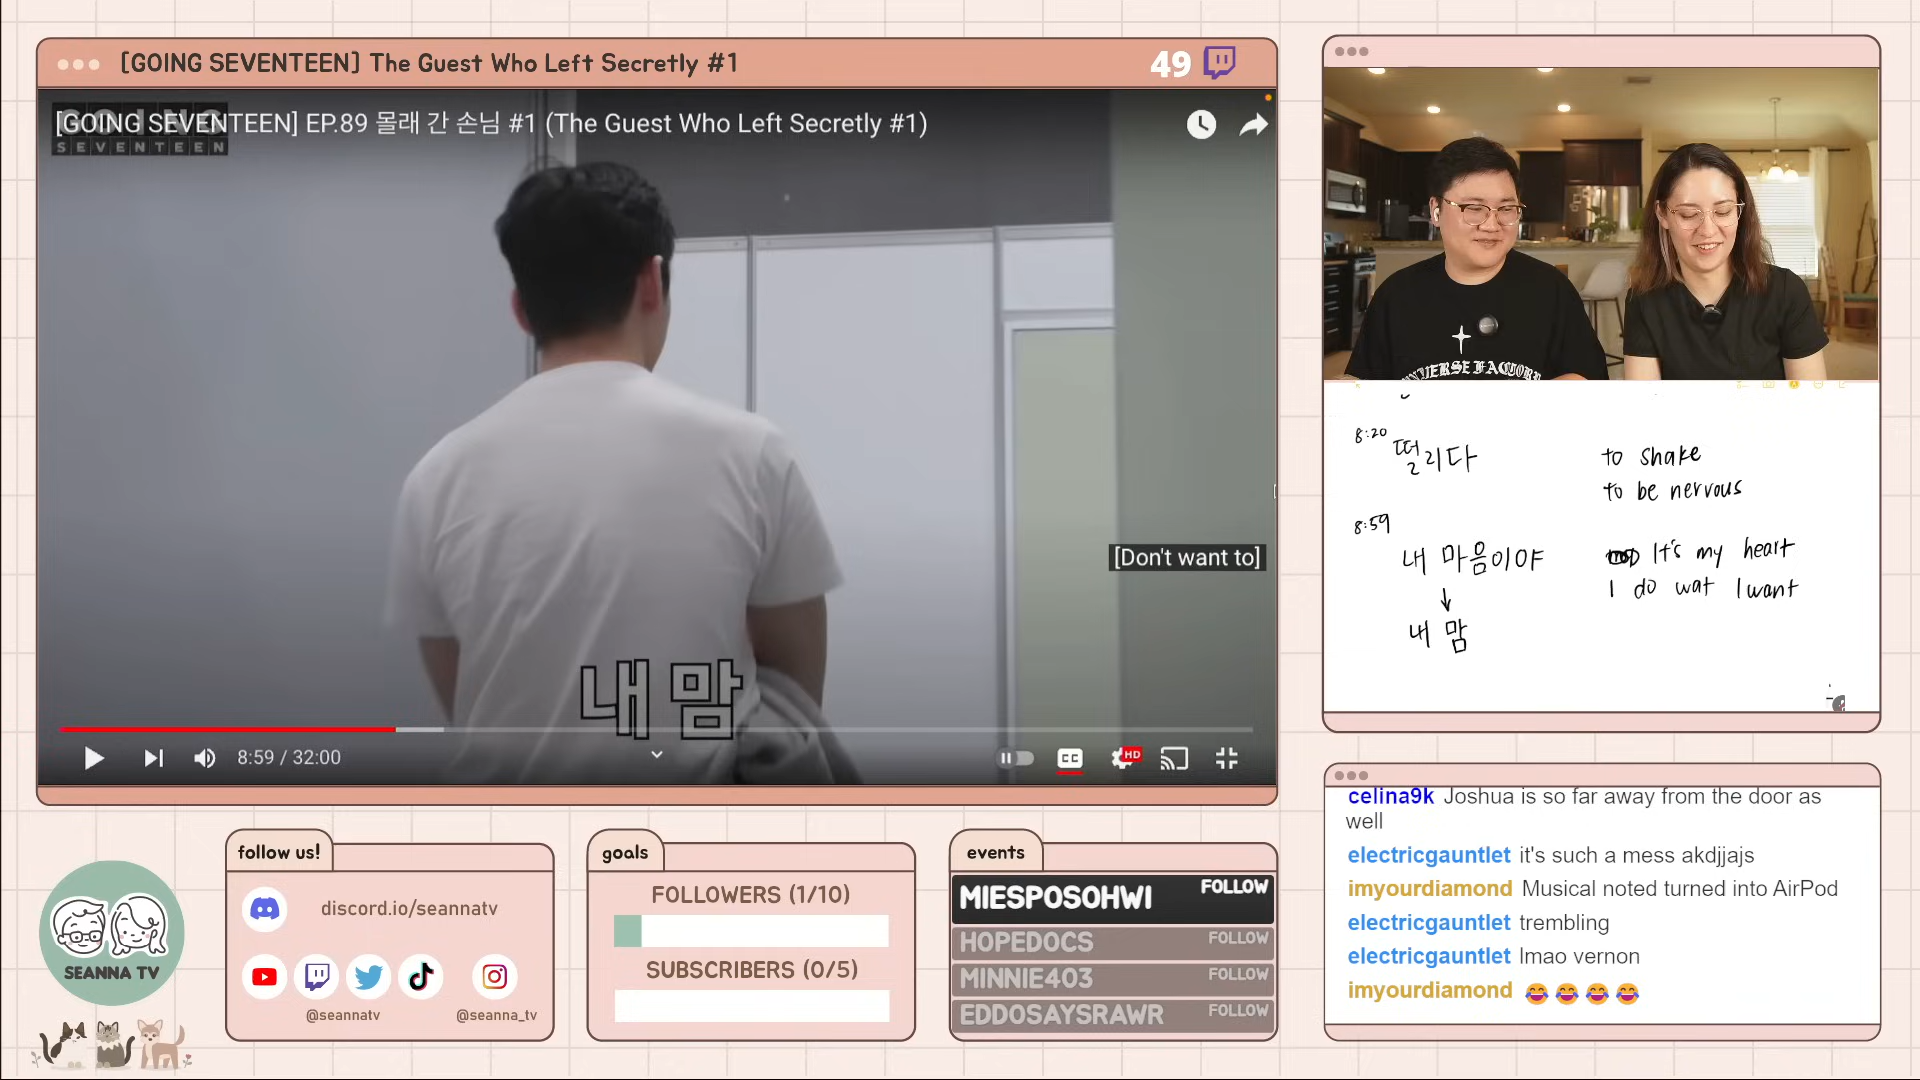 [GOING SEVENTEEN] The Guest Who Left Secretly #1
49
[GOING SEVENTEEN] EP.89 몰래 간 손님 #1 (The Guest Who Left Secretly #1)
GOING
SEVENTEEN
[Don't want to]
내 맘
8:59 / 32:00
CC
HD
8:20
떨리다
to shake
to be nervous
8:59
내 마음이야
It's my heart
I do wat I want
↓
내 맘
celina9k Joshua is so far away from the door as
well
electricgauntlet it's such a mess akdjjajs
imyourdiamond Musical noted turned into AirPod
electricgauntlet trembling
electricgauntlet lmao vernon
imyourdiamond 😂 😂 😂 😂
SEANNA TV
follow us!
discord.io/seannatv
@seannatv
@seanna_tv
goals
FOLLOWERS (1/10)
SUBSCRIBERS (0/5)
events
MIESPOSOHWI FOLLOW
HOPEDOCS FOLLOW
MINNIE403 FOLLOW
EDDOSAYSRAWR FOLLOW